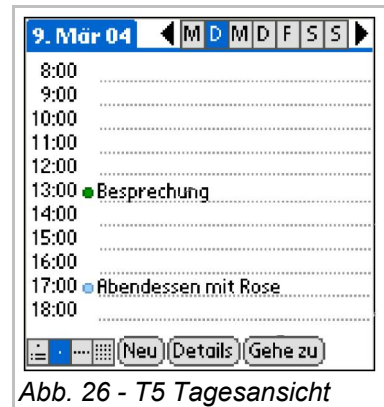 9. Mär 04 M D M D F S S
8:00
9:00
10:00
11:00
12:00
13:00 Besprechung
14:00
15:00
16:00
17:00 Abendessen mit Rose
18:00
Neu Details Gehe zu
Abb. 26 - T5 Tagesansicht